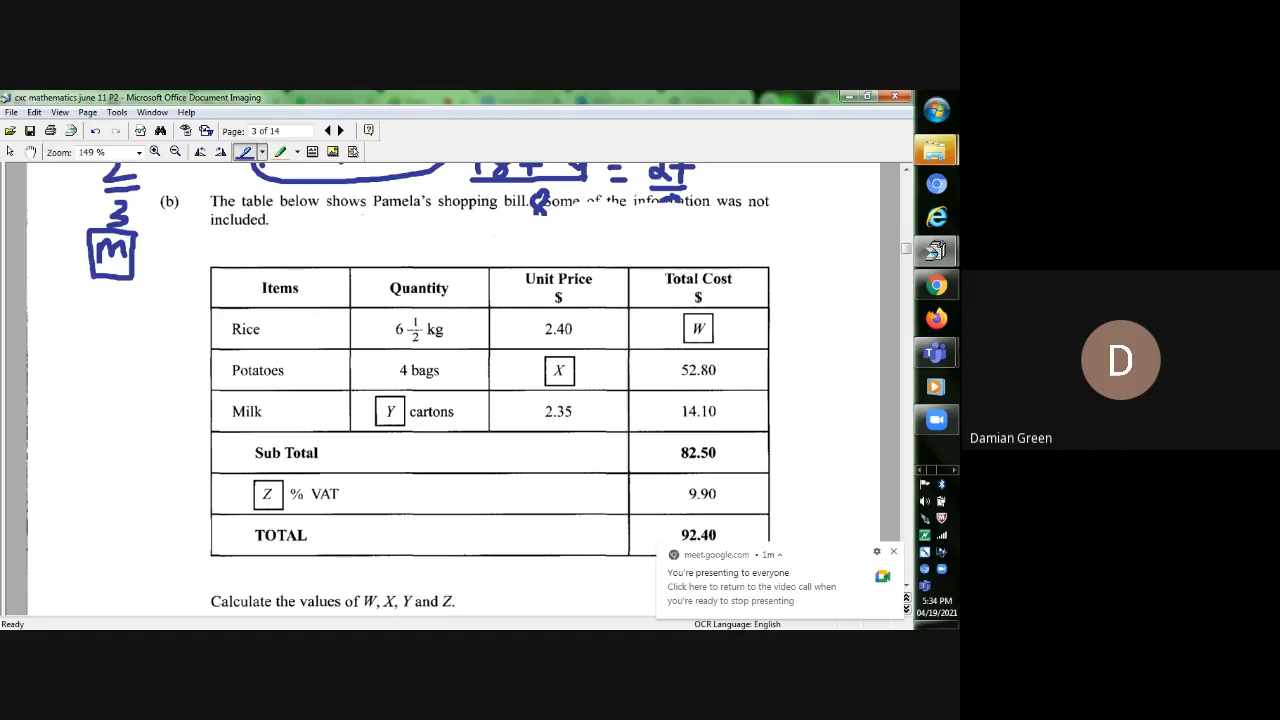 cxc mathematics june 11 P2 - Microsoft Office Document Imaging
File Edit View Page Tools Window Help
Page: 3 of 14
Zoom: 149 %
3
m
8
(b) The table below shows Pamela's shopping bill. Some of the information was not
included.
Items Quantity Unit Price $ Total Cost $
Rice 6 1/2 kg 2.40 W
Potatoes 4 bags X 52.80
Milk Y cartons 2.35 14.10
Sub Total 82.50
Z % VAT 9.90
TOTAL 92.40
Calculate the values of W, X, Y and Z.
meet.google.com • 1m
You're presenting to everyone
Click here to return to the video call when
you're ready to stop presenting
Ready
OCR Language: English
5:34 PM
04/19/2021
D
Damian Green